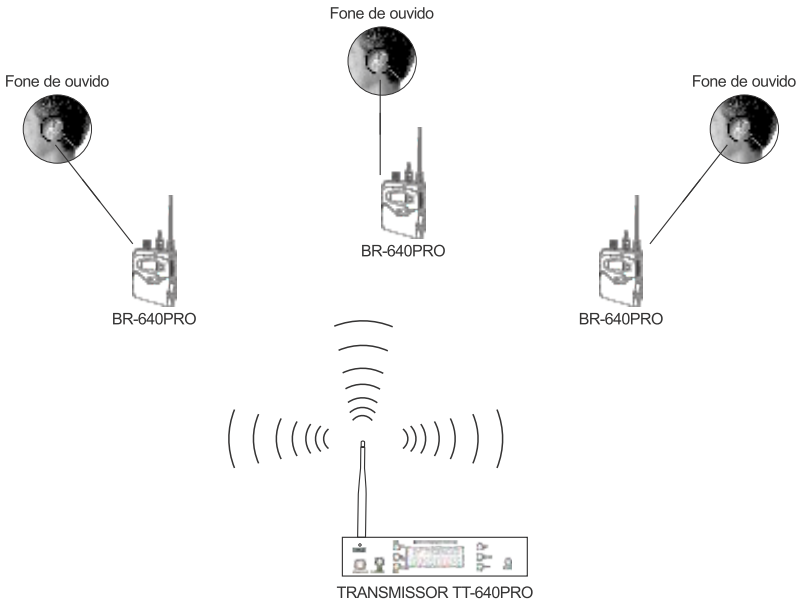 Fone de ouvido
Fone de ouvido
Fone de ouvido
BR-640PRO
BR-640PRO
BR-640PRO
TRANSMISSOR TT-640PRO